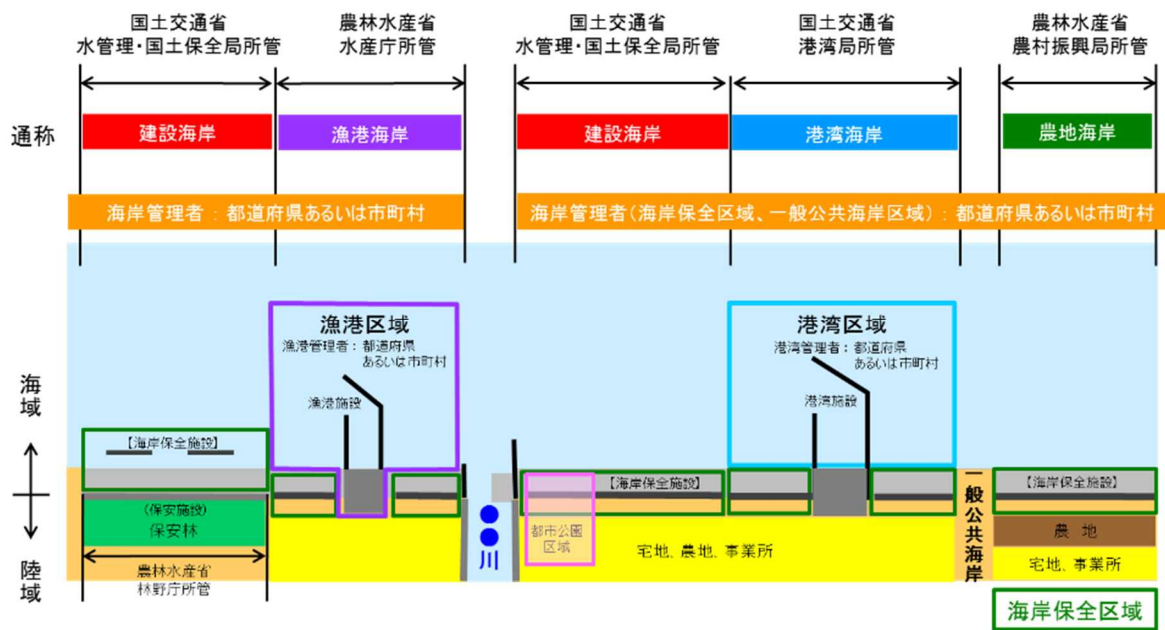 国土交通省
水管理・国土保全局所管
農林水産省
水産庁所管
国土交通省
水管理・国土保全局所管
国土交通省
港湾局所管
農林水産省
農村振興局所管
通称
建設海岸
漁港海岸
建設海岸
港湾海岸
農地海岸
海岸管理者：都道府県あるいは市町村
海岸管理者（海岸保全区域、一般公共海岸区域）：都道府県あるいは市町村
漁港区域
漁港管理者：都道府県
あるいは市町村
漁港施設
港湾区域
港湾管理者：都道府県
あるいは市町村
港湾施設
海域
陸域
【海岸保全施設】
（保安施設）
保安林
農林水産省
林野庁所管
●●川
都市公園
区域
【海岸保全施設】
宅地、農地、事業所
一般公共海岸
【海岸保全施設】
農地
宅地、事業所
海岸保全区域